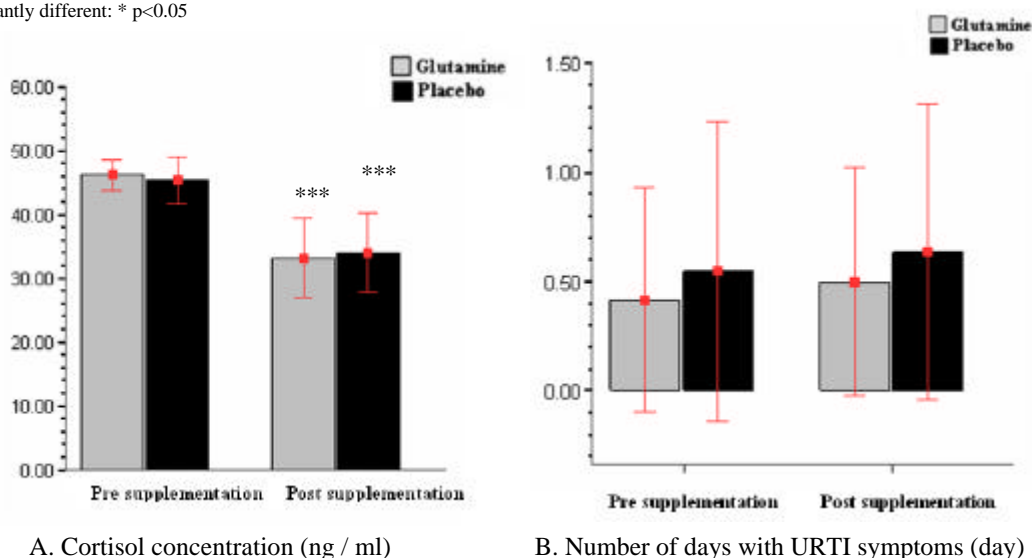 antly different: * p<0.05
Glutamine
Placebo
60.00
50.00
40.00
30.00
20.00
10.00
0.00
***
***
Pre supplementation Post supplementation
A. Cortisol concentration (ng / ml)
Glutamine
Placebo
1.50
1.00
0.50
0.00
Pre supplementation Post supplementation
B. Number of days with URTI symptoms (day)